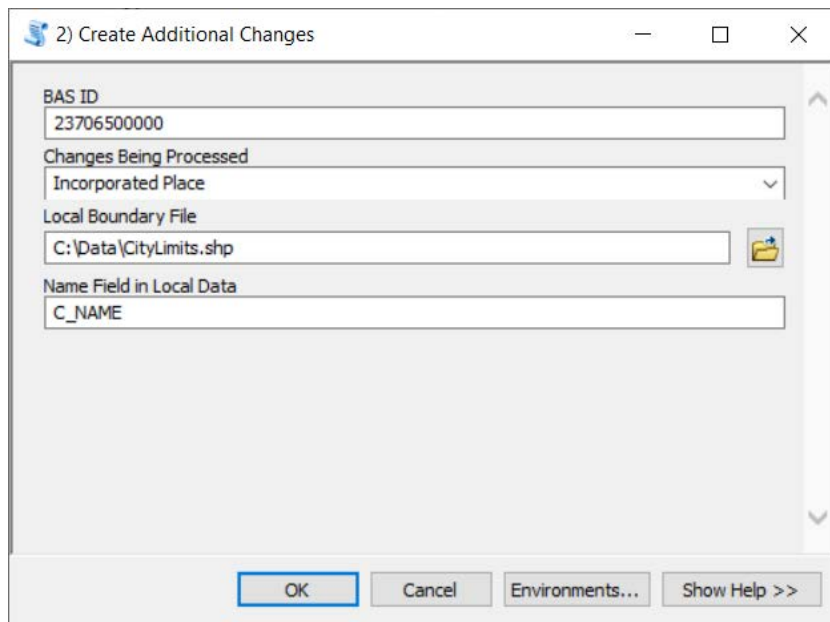 2) Create Additional Changes
BAS ID
23706500000
Changes Being Processed
Incorporated Place
Local Boundary File
C:\Data\CityLimits.shp
Name Field in Local Data
C_NAME
OK Cancel Environments... Show Help >>